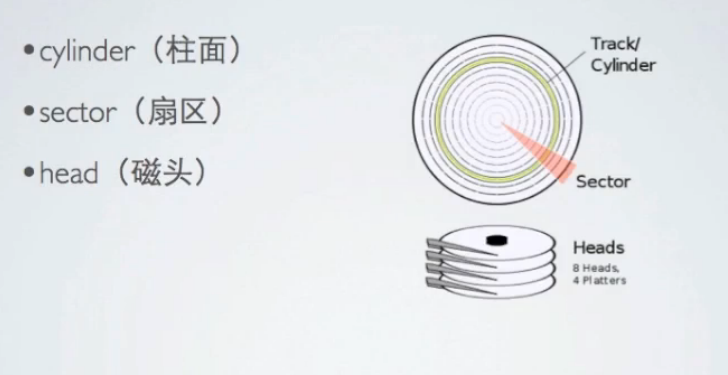 •cylinder（柱面）
•sector（扇区）
•head（磁头）
Track/
Cylinder
Sector
Heads
8 Heads,
4 Platters